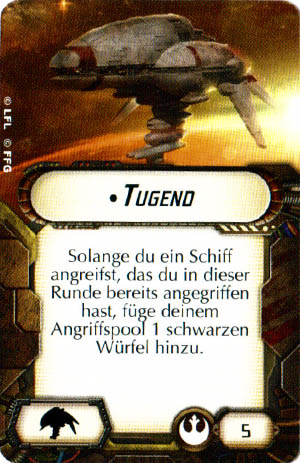 © LFL © FFG
• Tugend
Solange du ein Schiff
angreifst, das du in dieser
Runde bereits angegriffen
hast, füge deinem
Angriffspool 1 schwarzen
Würfel hinzu.
5